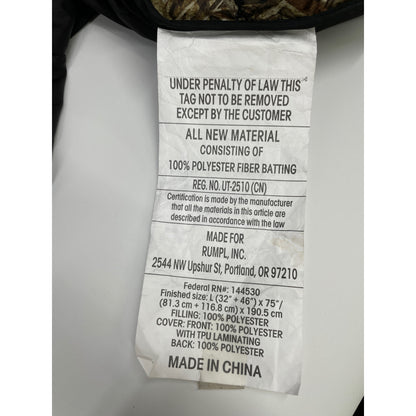 UNDER PENALTY OF LAW THIS
TAG NOT TO BE REMOVED
EXCEPT BY THE CUSTOMER
ALL NEW MATERIAL
CONSISTING OF
100% POLYESTER FIBER BATTING
REG. NO. UT-2510 (CN)
Certification is made by the manufacturer
that all the materials in this article are
described in accordance with the law
MADE FOR
RUMPL, INC.
2544 NW Upshur St, Portland, OR 97210
Federal RN#: 144530
Finished size: L (32" + 46") x 75"/
(81.3 cm + 116.8 cm) x 190.5 cm
FILLING: 100% POLYESTER
COVER: FRONT: 100% POLYESTER
WITH TPU LAMINATING
BACK: 100% POLYESTER
MADE IN CHINA